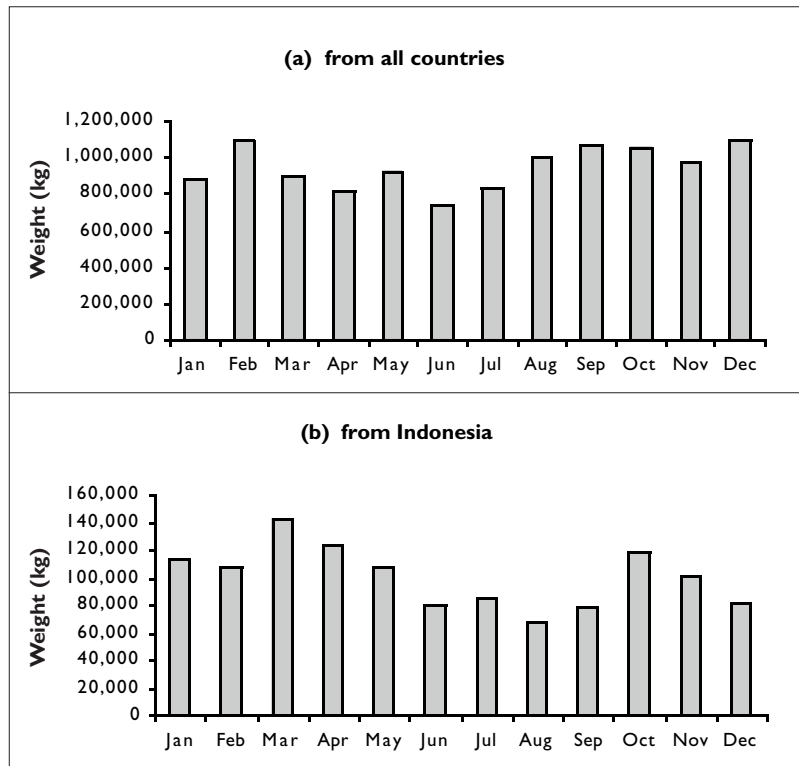 (a) from all countries
Weight (kg)
1,200,000
1,000,000
800,000
600,000
400,000
200,000
0
Jan Feb Mar Apr May Jun Jul Aug Sep Oct Nov Dec
(b) from Indonesia
Weight (kg)
160,000
140,000
120,000
100,000
80,000
60,000
40,000
20,000
0
Jan Feb Mar Apr May Jun Jul Aug Sep Oct Nov Dec